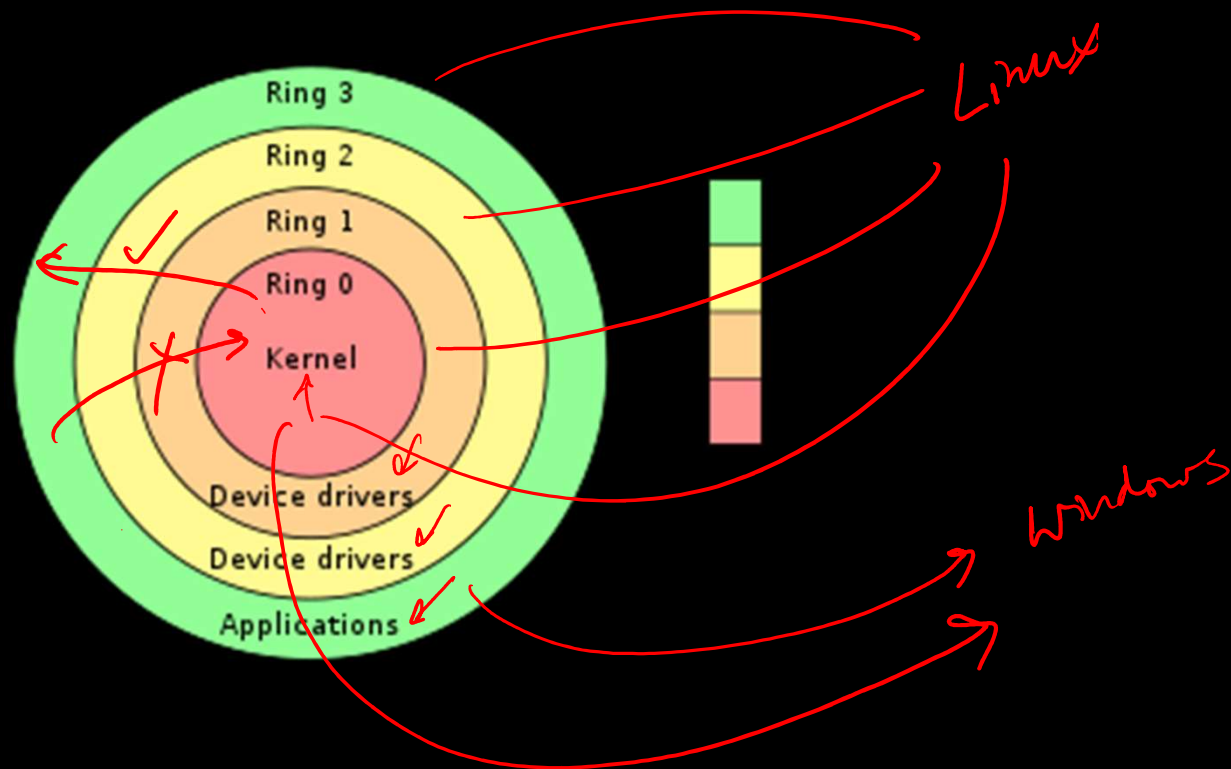 Ring 3
Ring 2
Ring 1
Ring 0
Kernel
Device drivers
Device drivers
Applications
Linux
Windows